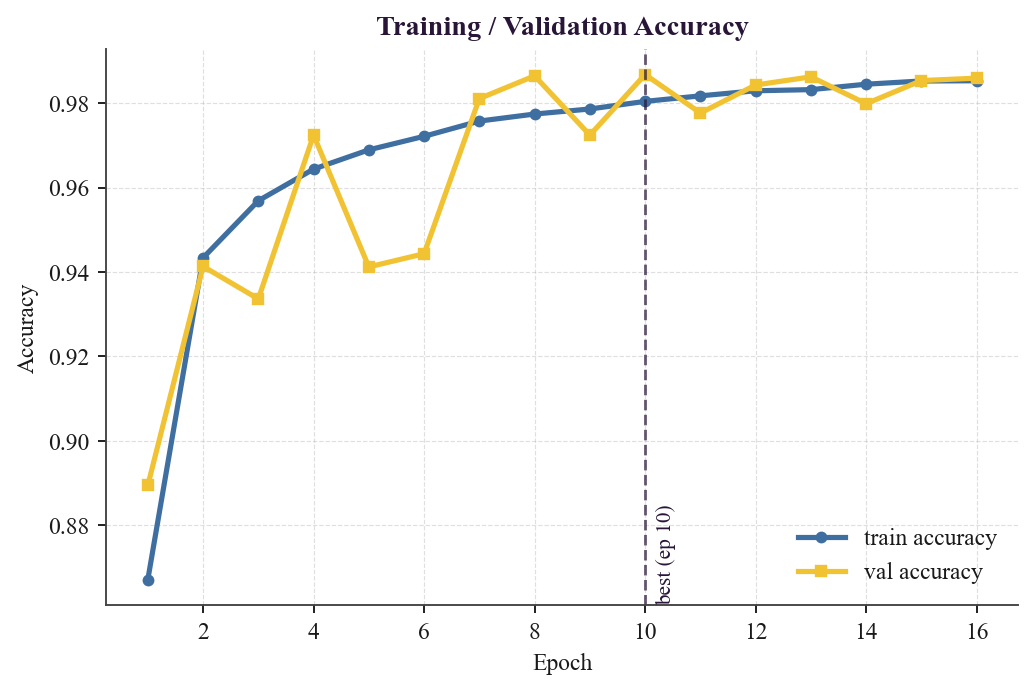 Training / Validation Accuracy
Accuracy
0.98
0.96
0.94
0.92
0.90
0.88
best (ep 10)
train accuracy
val accuracy
2 4 6 8 10 12 14 16
Epoch